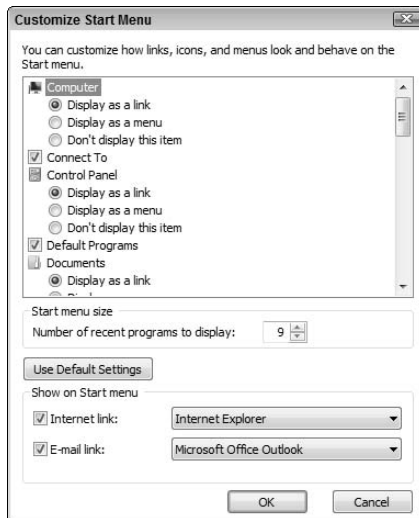 Customize Start Menu
You can customize how links, icons, and menus look and behave on the
Start menu.
Computer
Display as a link
Display as a menu
Don't display this item
Connect To
Control Panel
Display as a link
Display as a menu
Don't display this item
Default Programs
Documents
Display as a link
Start menu size
Number of recent programs to display: 9
Use Default Settings
Show on Start menu
Internet link: Internet Explorer
E-mail link: Microsoft Office Outlook
OK Cancel